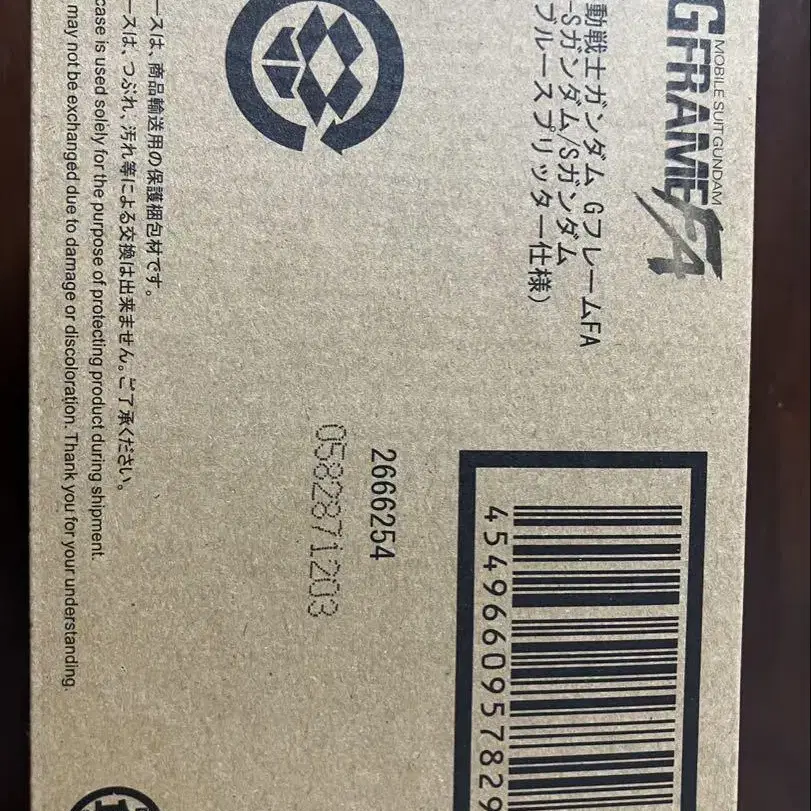 MOBILE SUIT GUNDAM
GFRAME FA
動戦士ガンダム GフレームFA
-Sガンダム/Sガンダム
ブルースプリッター仕様）
2666254
0582871203
4549660957829
ースは、商品輸送用の保護梱包材です。
ースは、つぶれ、汚れ等による交換は出来ません。ご了承ください。
case is used solely for the purpose of protecting product during shipment.
may not be exchanged due to damage or discoloration. Thank you for your understanding.